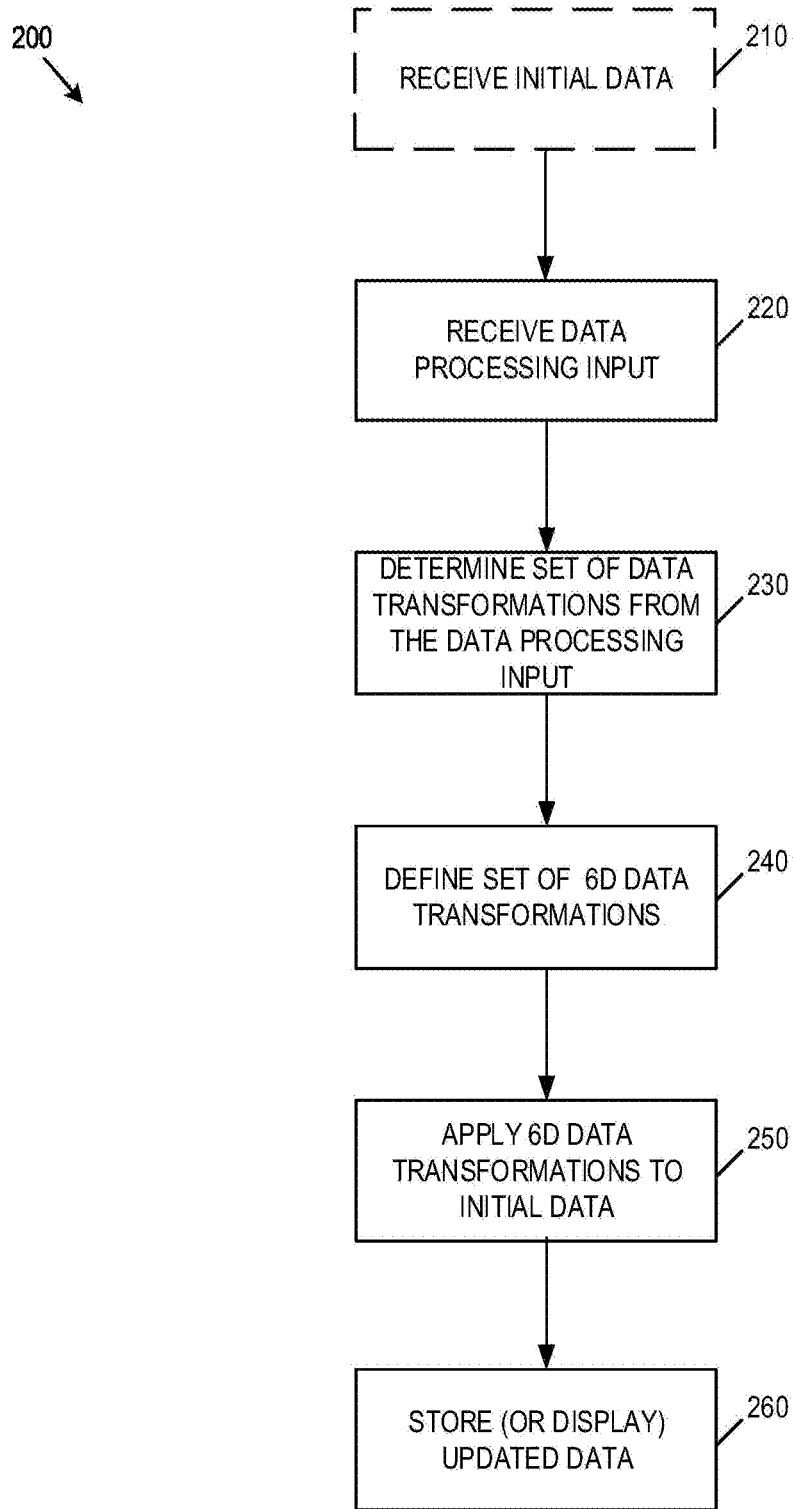 200
210
RECEIVE INITIAL DATA
220
RECEIVE DATA
PROCESSING INPUT
230
DETERMINE SET OF DATA
TRANSFORMATIONS FROM
THE DATA PROCESSING
INPUT
240
DEFINE SET OF 6D DATA
TRANSFORMATIONS
250
APPLY 6D DATA
TRANSFORMATIONS TO
INITIAL DATA
260
STORE (OR DISPLAY)
UPDATED DATA